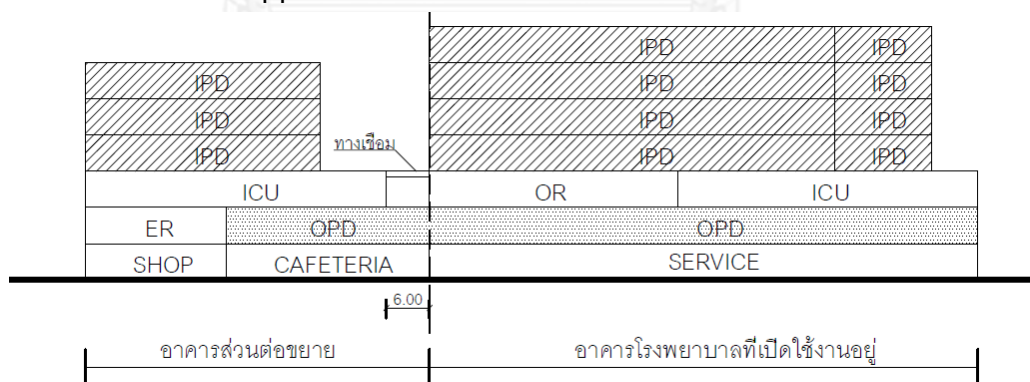 IPD IPD
IPD IPD IPD
IPD IPD IPD
ทางเชื่อม
IPD IPD IPD
ICU OR ICU
ER OPD OPD
SHOP CAFETERIA SERVICE
6.00
อาคารส่วนต่อขยาย อาคารโรงพยาบาลที่เปิดใช้งานอยู่